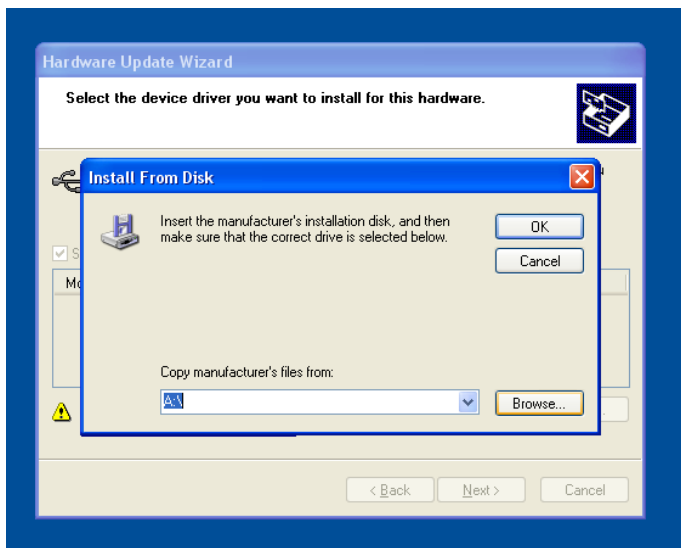 Hardware Update Wizard
Select the device driver you want to install for this hardware.
Install From Disk
Insert the manufacturer's installation disk, and then
make sure that the correct drive is selected below.
OK
Cancel
S
Mo
Copy manufacturer's files from:
A:\
Browse...
< Back
Next >
Cancel